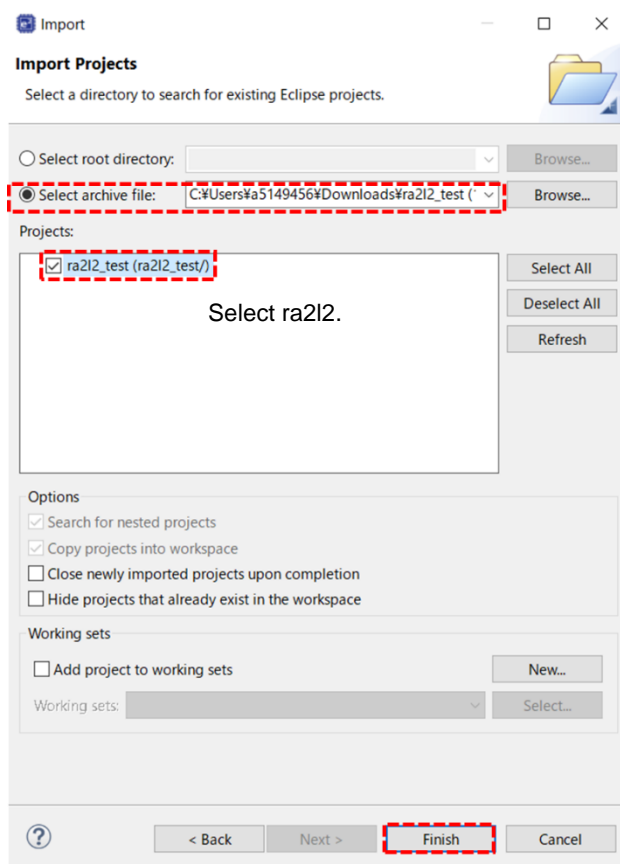 Import
Import Projects
Select a directory to search for existing Eclipse projects.
Select root directory:
Browse...
Select archive file:
C:¥Users¥a5149456¥Downloads¥ra2l2_test (
Browse...
Projects:
ra2l2_test (ra2l2_test/)
Select All
Select ra2l2.
Deselect All
Refresh
Options
Search for nested projects
Copy projects into workspace
Close newly imported projects upon completion
Hide projects that already exist in the workspace
Working sets
Add project to working sets
New...
Working sets:
Select...
?
< Back
Next >
Finish
Cancel